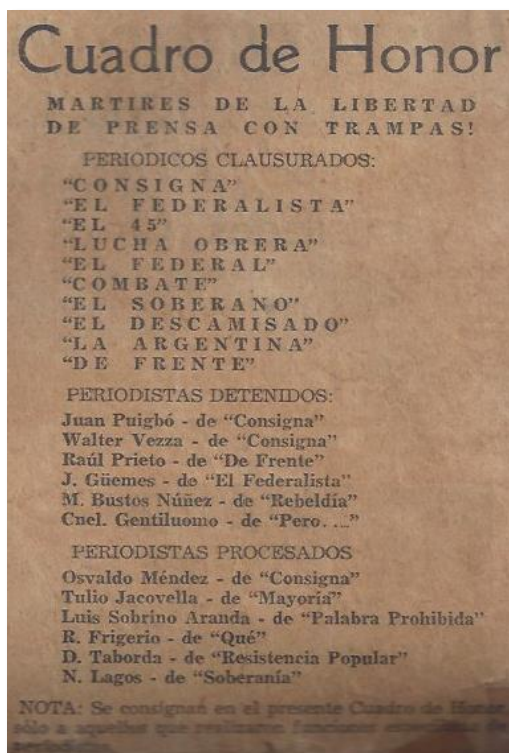 Cuadro de Honor
MARTIRES DE LA LIBERTAD
DE PRENSA CON TRAMPAS!
PERIODICOS CLAUSURADOS:
“CONSIGNA”
“EL FEDERALISTA”
“EL 45”
“LUCHA OBRERA”
“EL FEDERAL”
“COMBATE”
“EL SOBERANO”
“EL DESCAMISADO”
“LA ARGENTINA”
“DE FRENTE”
PERIODISTAS DETENIDOS:
Juan Puigbó - de “Consigna”
Walter Vezza - de “Consigna”
Raúl Prieto - de “De Frente”
J. Güemes - de “El Federalista”
M. Bustos Núñez - de “Rebeldía”
Cnel. Gentiluomo - de “Pero. ...”
PERIODISTAS PROCESADOS
Osvaldo Méndez - de “Consigna”
Tulio Jacovella - de “Mayoría”
Luis Sobrino Aranda - de “Palabra Prohibida”
R. Frigerio - de “Qué”
D. Taborda - de “Resistencia Popular”
N. Lagos - de “Soberanía”
NOTA: Se consignan en el presente Cuadro de Honor,
sólo a aquellos que realizaron funciones